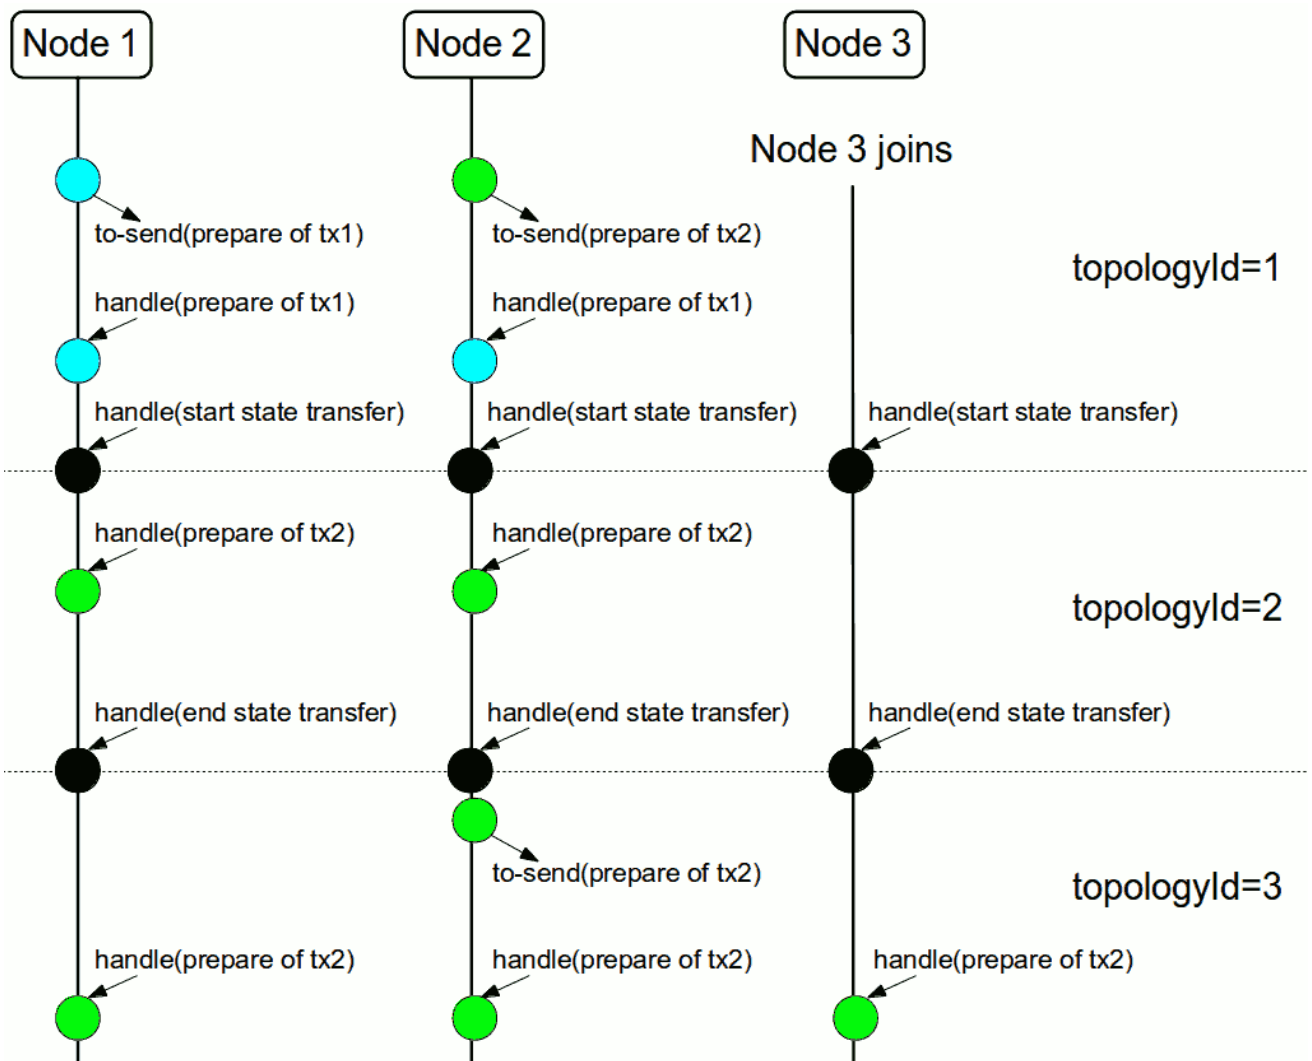 Node 1
Node 2
Node 3
Node 3 joins
to-send(prepare of tx1)
to-send(prepare of tx2)
topologyId=1
handle(prepare of tx1)
handle(prepare of tx1)
handle(start state transfer)
handle(start state transfer)
handle(start state transfer)
handle(prepare of tx2)
handle(prepare of tx2)
topologyId=2
handle(end state transfer)
handle(end state transfer)
handle(end state transfer)
to-send(prepare of tx2)
topologyId=3
handle(prepare of tx2)
handle(prepare of tx2)
handle(prepare of tx2)